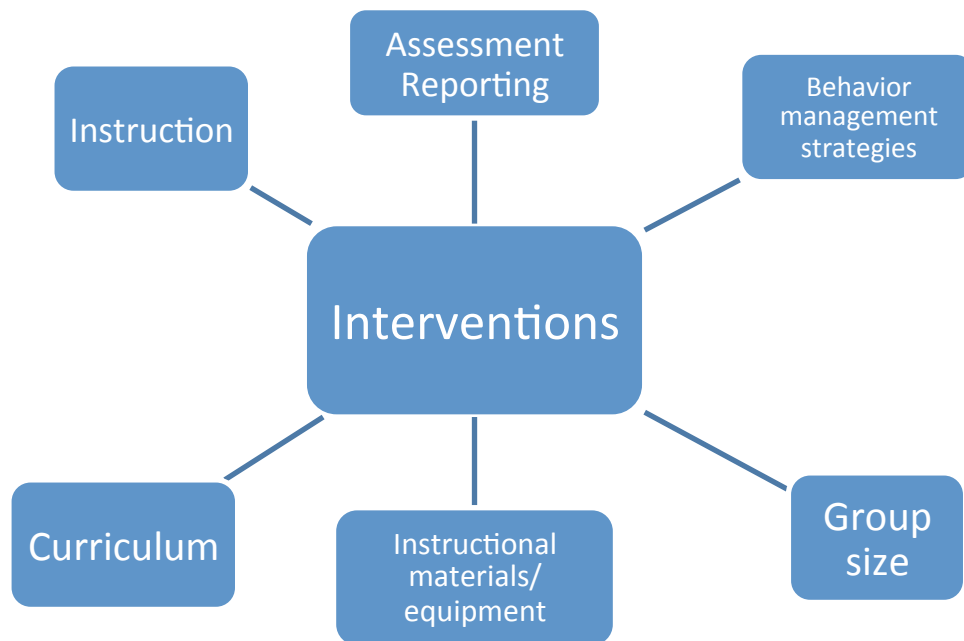 Assessment
Reporting
Instruction
Behavior
management
strategies
Interventions
Curriculum
Instructional
materials/
equipment
Group
size